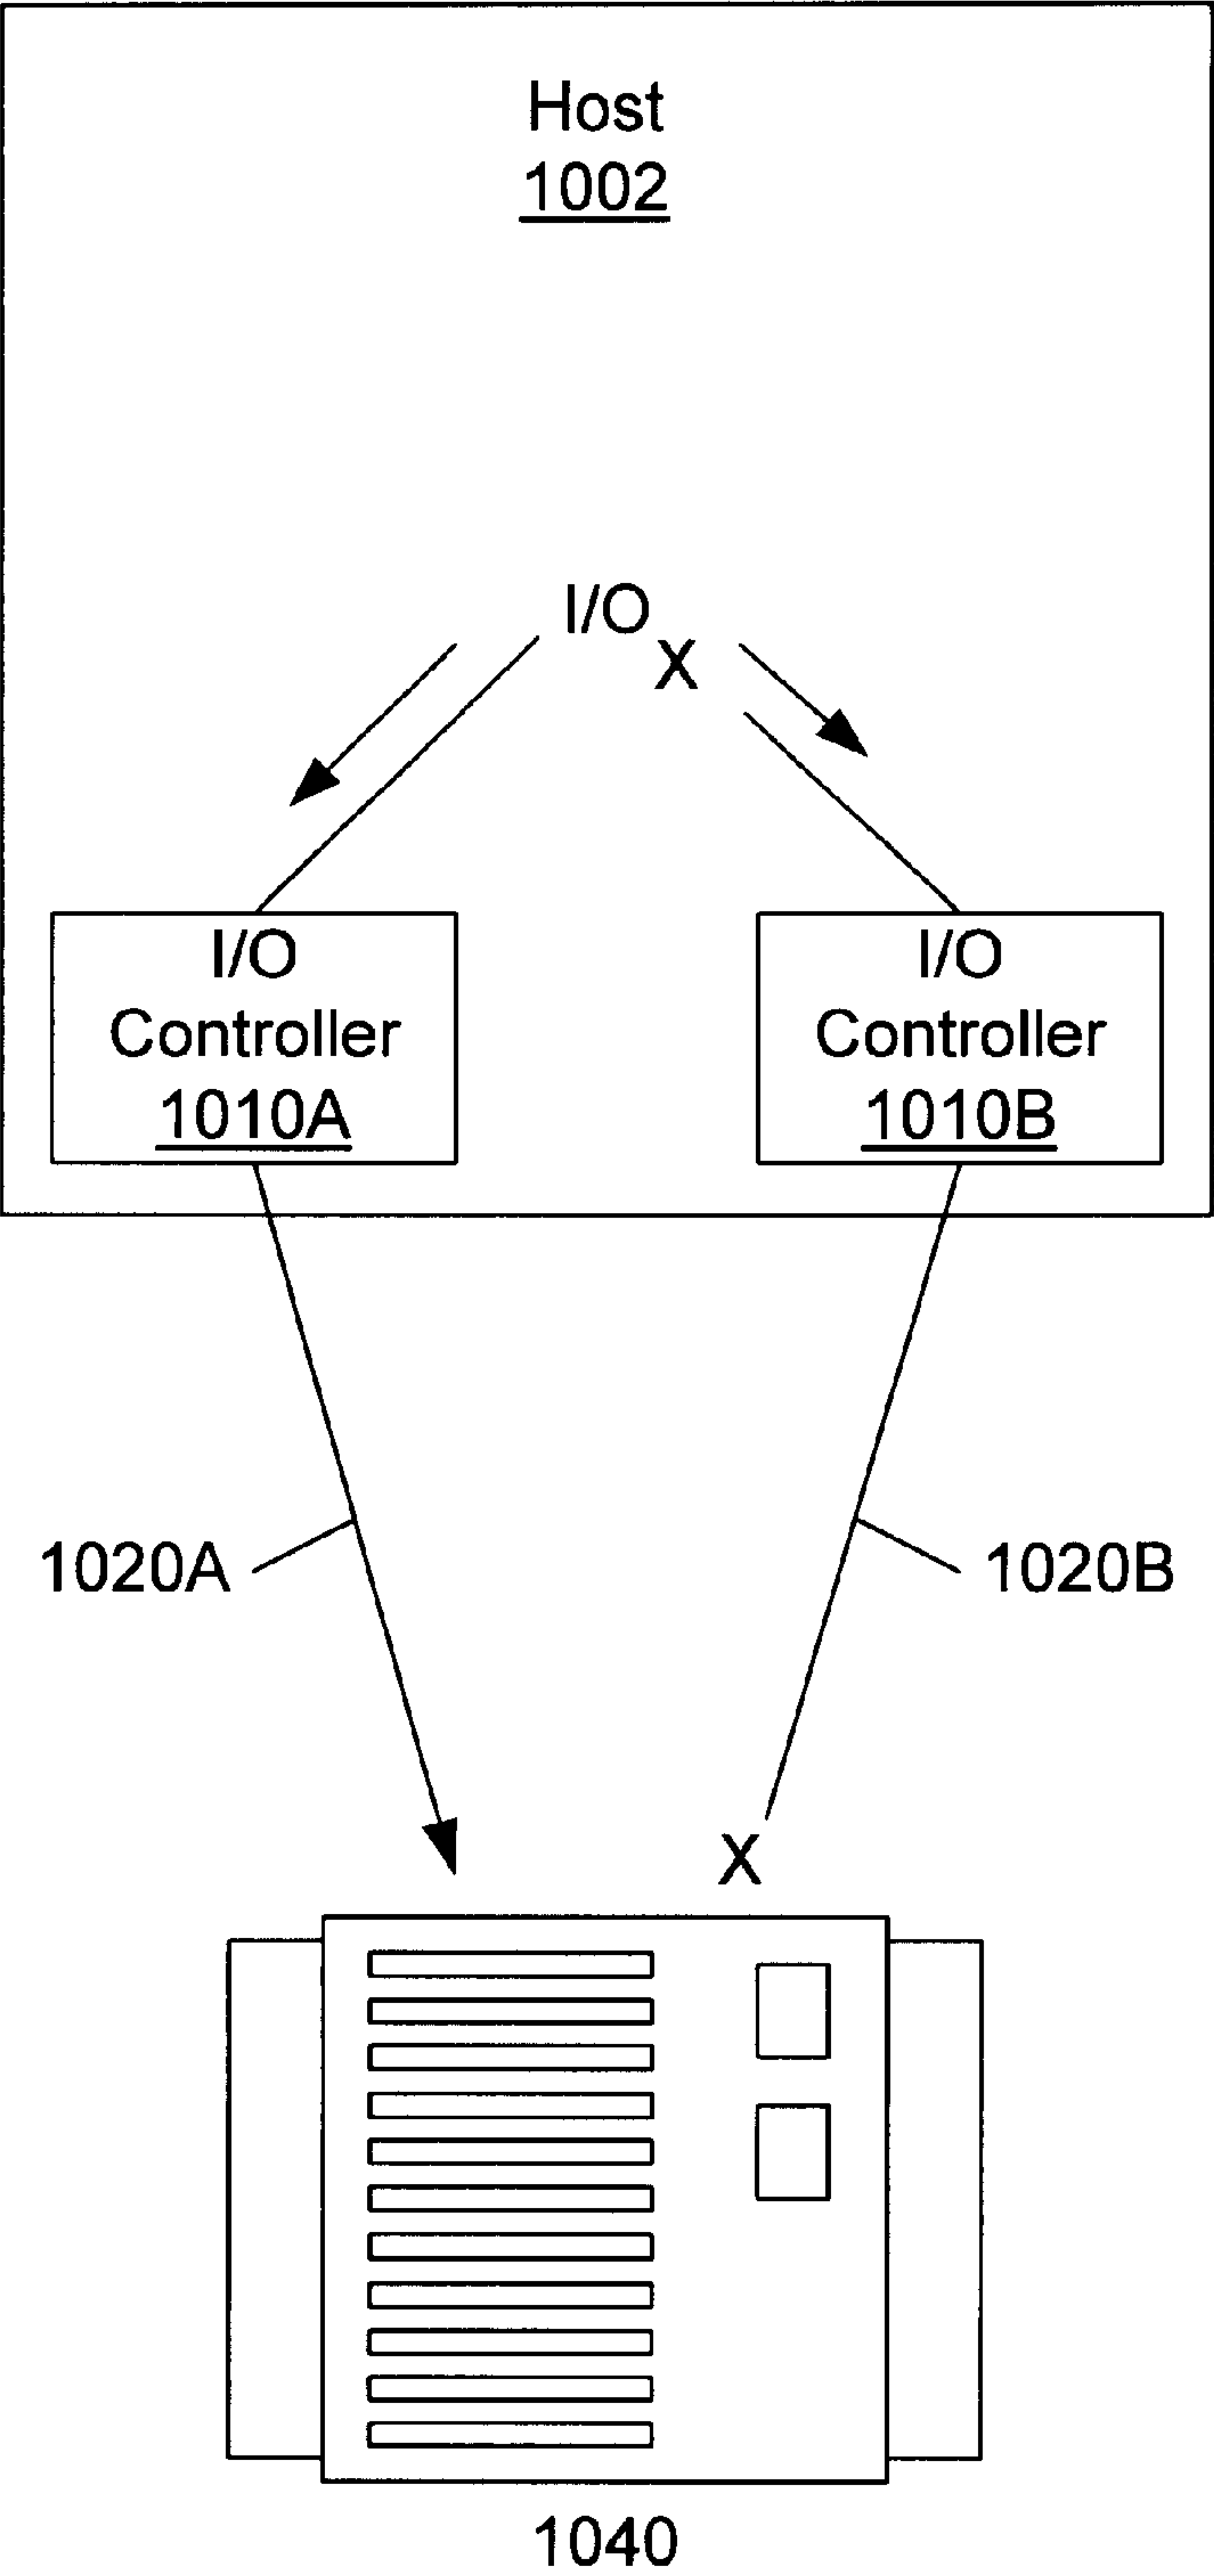 Host
1002
I/O
X
I/O
Controller
1010A
I/O
Controller
1010B
1020A
1020B
X
1040